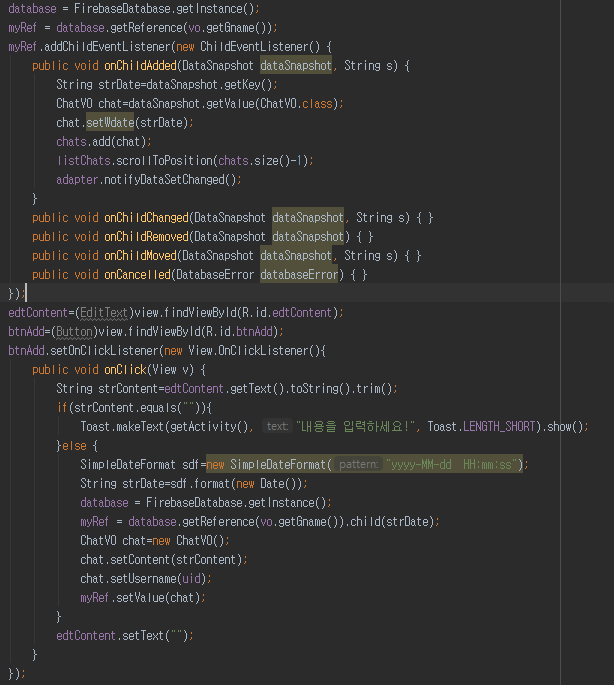 database = FirebaseDatabase.getInstance();
myRef = database.getReference(vo.getGname());
myRef.addChildEventListener(new ChildEventListener() {
    public void onChildAdded(DataSnapshot dataSnapshot, String s) {
        String strDate=dataSnapshot.getKey();
        ChatVO chat=dataSnapshot.getValue(ChatVO.class);
        chat.setWdate(strDate);
        chats.add(chat);
        listChats.scrollToPosition(chats.size()-1);
        adapter.notifyDataSetChanged();
    }
    public void onChildChanged(DataSnapshot dataSnapshot, String s) { }
    public void onChildRemoved(DataSnapshot dataSnapshot) { }
    public void onChildMoved(DataSnapshot dataSnapshot, String s) { }
    public void onCancelled(DatabaseError databaseError) { }
});
edtContent=(EditText)view.findViewById(R.id.edtContent);
btnAdd=(Button)view.findViewById(R.id.btnAdd);
btnAdd.setOnClickListener(new View.OnClickListener(){
    public void onClick(View v) {
        String strContent=edtContent.getText().toString().trim();
        if(strContent.equals("")){
            Toast.makeText(getActivity(), text: "내용을 입력하세요!", Toast.LENGTH_SHORT).show();
        }else {
            SimpleDateFormat sdf=new SimpleDateFormat( pattern: "yyyy-MM-dd  HH:mm:ss");
            String strDate=sdf.format(new Date());
            database = FirebaseDatabase.getInstance();
            myRef = database.getReference(vo.getGname()).child(strDate);
            ChatVO chat=new ChatVO();
            chat.setContent(strContent);
            chat.setUsername(uid);
            myRef.setValue(chat);
        }
        edtContent.setText("");
    }
});